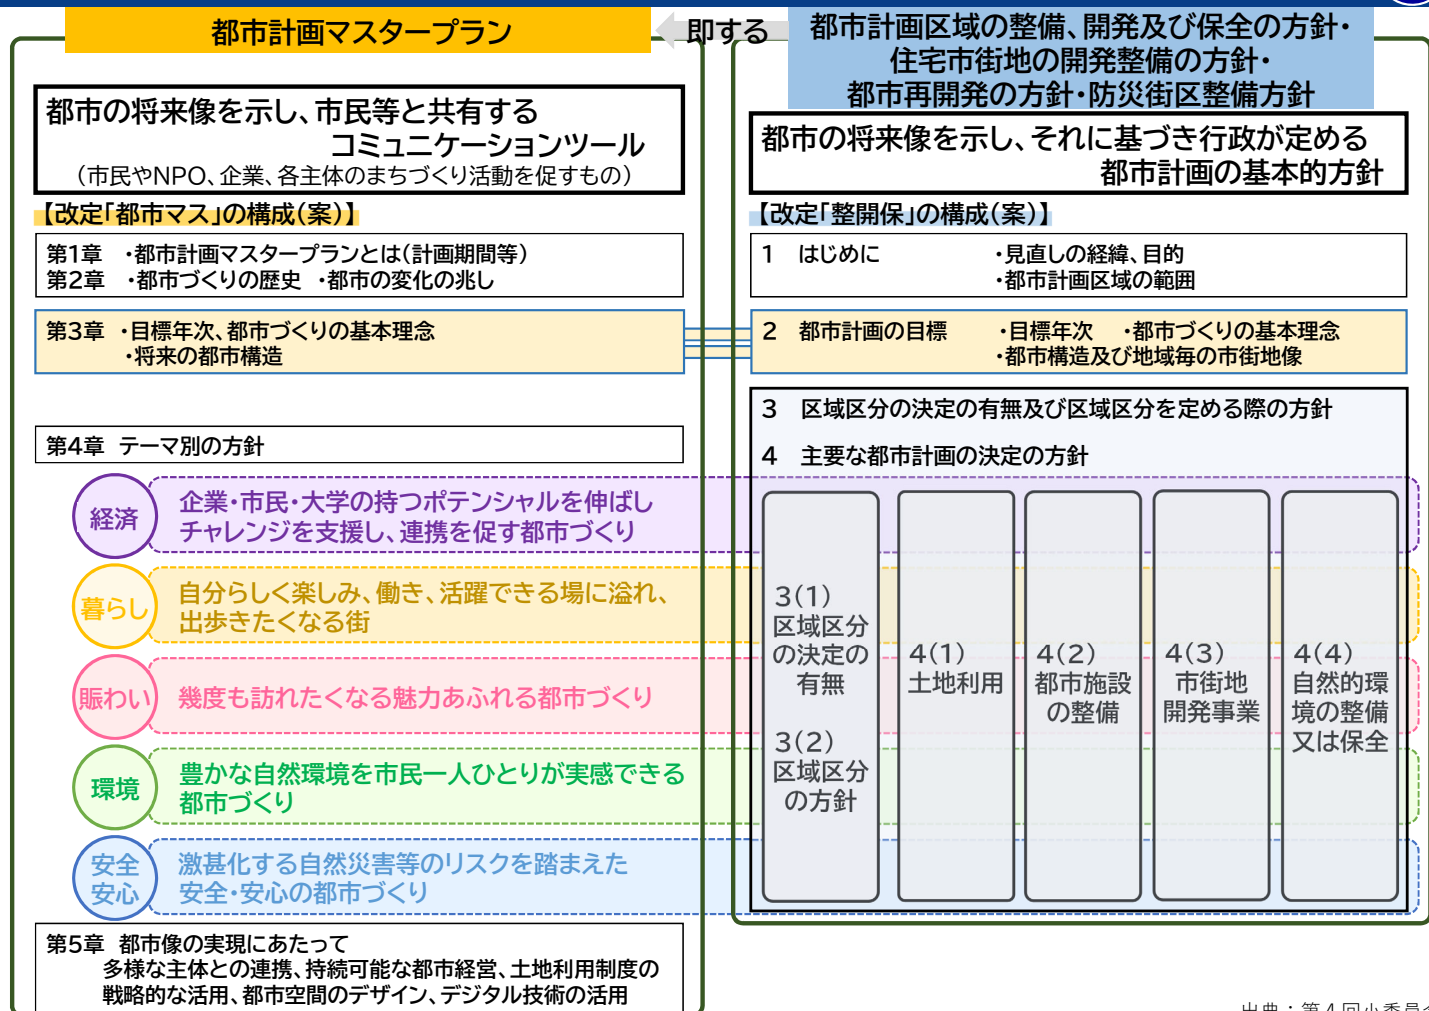 都市計画マスタープラン
即する
都市計画区域の整備、開発及び保全の方針・
住宅市街地の開発整備の方針・
都市再開発の方針・防災街区整備方針
都市の将来像を示し、市民等と共有する
コミュニケーションツール
（市民やNPO、企業、各主体のまちづくり活動を促すもの）
【改定「都市マス」の構成（案）】
第1章 ・都市計画マスタープランとは（計画期間等）
第2章 ・都市づくりの歴史 ・都市の変化の兆し
第3章 ・目標年次、都市づくりの基本理念
・将来の都市構造
第4章 テーマ別の方針
経済
企業・市民・大学の持つポテンシャルを伸ばし
チャレンジを支援し、連携を促す都市づくり
暮らし
自分らしく楽しみ、働き、活躍できる場に溢れ、
出歩きたくなる街
賑わい
幾度も訪れたくなる魅力あふれる都市づくり
環境
豊かな自然環境を市民一人ひとりが実感できる
都市づくり
安全
安心
激甚化する自然災害等のリスクを踏まえた
安全・安心の都市づくり
第5章 都市像の実現にあたって
多様な主体との連携、持続可能な都市経営、土地利用制度の
戦略的な活用、都市空間のデザイン、デジタル技術の活用
都市の将来像を示し、それに基づき行政が定める
都市計画の基本的方針
【改定「整開保」の構成（案）】
1 はじめに ・見直しの経緯、目的
・都市計画区域の範囲
2 都市計画の目標 ・目標年次 ・都市づくりの基本理念
・都市構造及び地域毎の市街地像
3 区域区分の決定の有無及び区域区分を定める際の方針
4 主要な都市計画の決定の方針
3(1)
区域区分
の決定の
有無
3(2)
区域区分
の方針
4(1)
土地利用
4(2)
都市施設
の整備
4(3)
市街地
開発事業
4(4)
自然的環
境の整備
又は保全
出典：第4回小委員